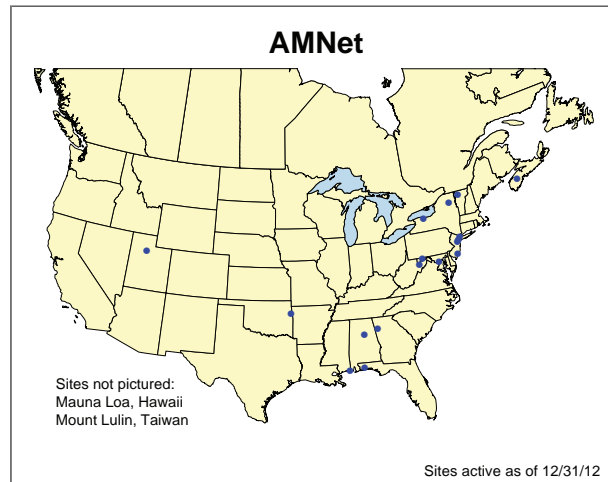 AMNet
Sites not pictured:
Mauna Loa, Hawaii
Mount Lulin, Taiwan
Sites active as of 12/31/12